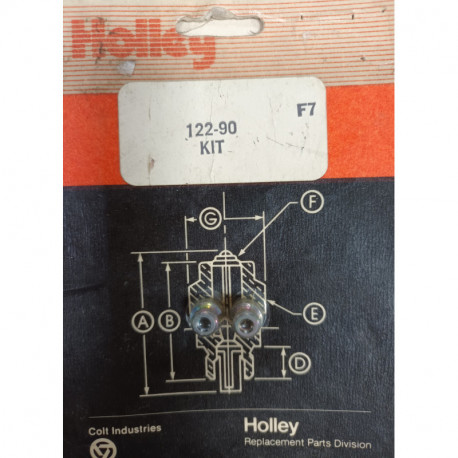 Holley
F7
122-90
KIT
G
F
A
B
E
D
Colt Industries
Holley
Replacement Parts Division